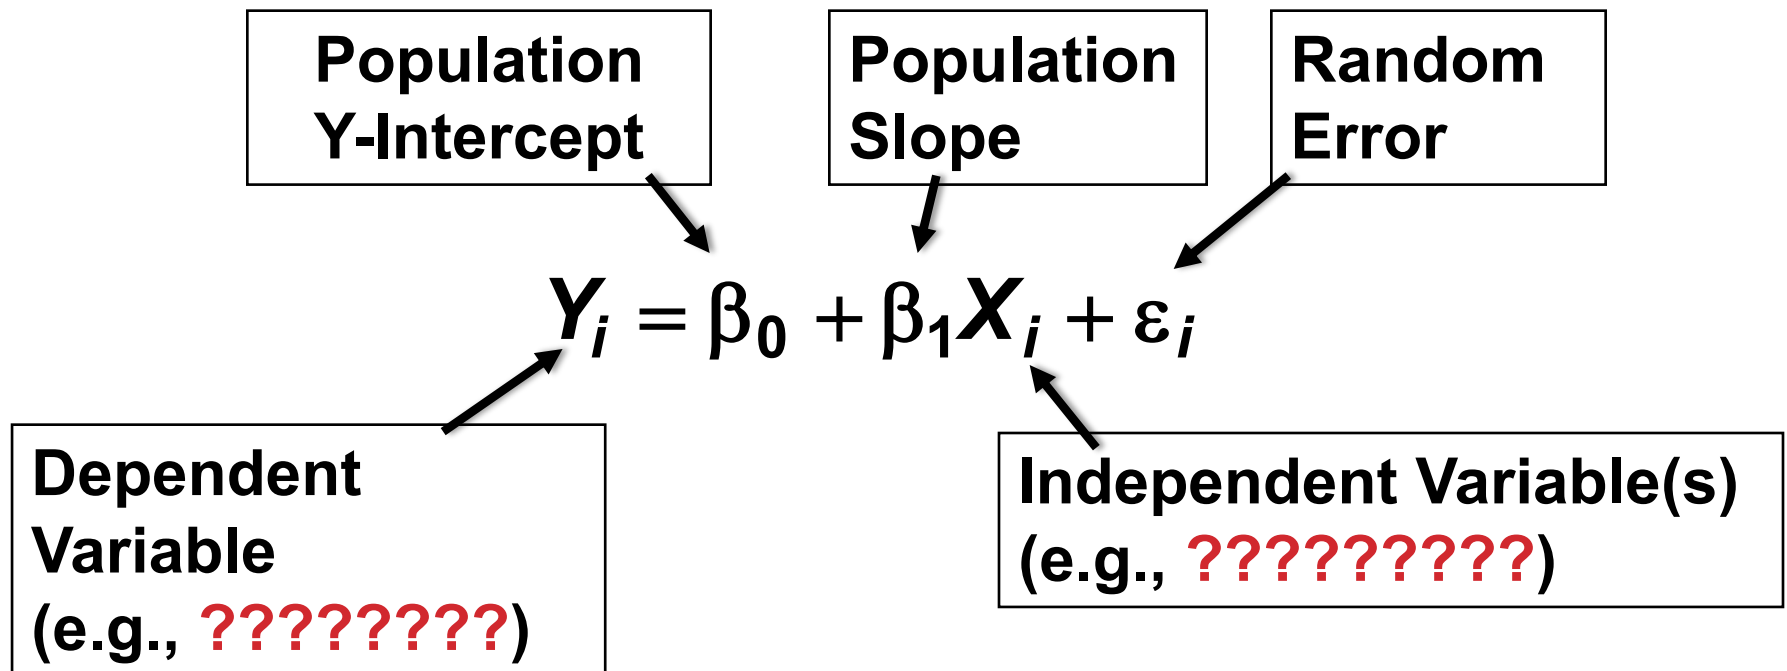 Population
Y-Intercept
Population
Slope
Random
Error
Yᵢ = β₀ + β₁Xᵢ + εᵢ
Dependent
Variable
(e.g., ????????)
Independent Variable(s)
(e.g., ?????????)